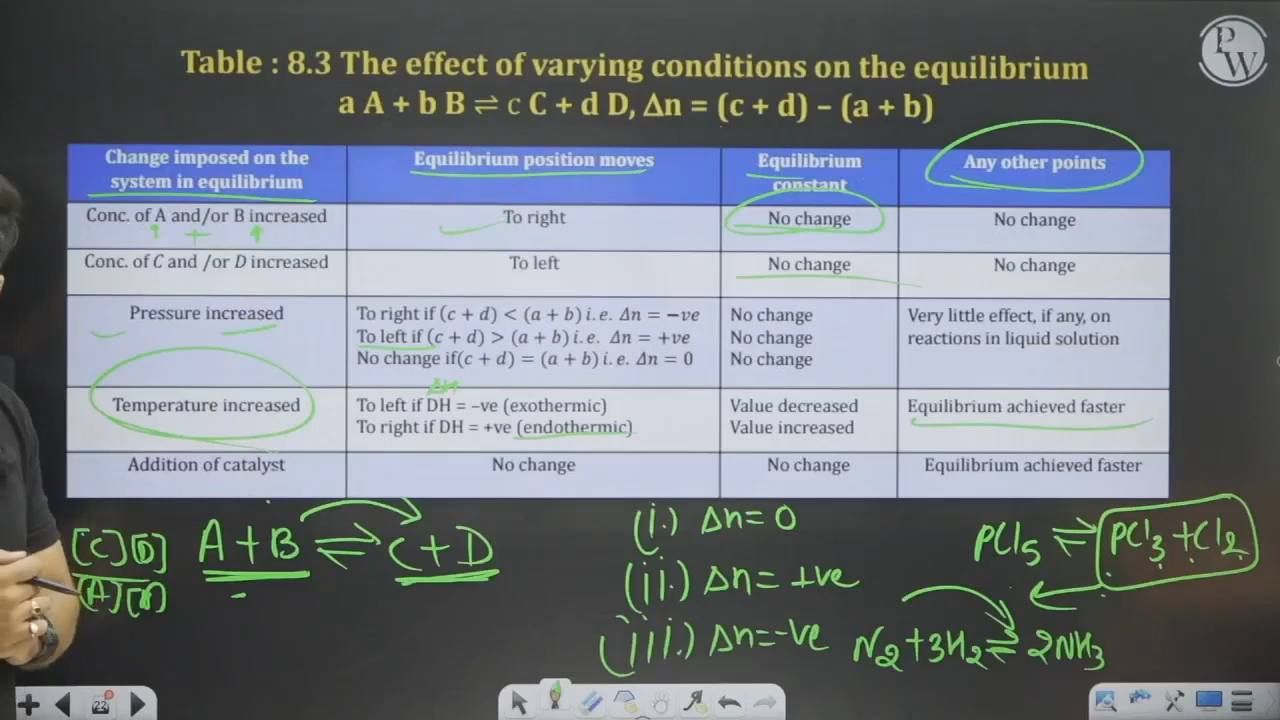 PW
Table : 8.3 The effect of varying conditions on the equilibrium
a A + b B ⇌ c C + d D, Δn = (c + d) – (a + b)
Change imposed on the system in equilibrium
Equilibrium position moves
Equilibrium constant
Any other points
Conc. of A and/or B increased
To right
No change
No change
Conc. of C and /or D increased
To left
No change
No change
Pressure increased
To right if (c + d) < (a + b) i.e. Δn = −ve
To left if (c + d) > (a + b) i.e. Δn = +ve
No change if(c + d) = (a + b) i.e. Δn = 0
No change
No change
No change
Very little effect, if any, on
reactions in liquid solution
Temperature increased
ΔH
To left if DH = –ve (exothermic)
To right if DH = +ve (endothermic)
Value decreased
Value increased
Equilibrium achieved faster
Addition of catalyst
No change
No change
Equilibrium achieved faster
[C][D]
[A][B]
A + B ⇌ C + D
(i.) Δn = 0
(ii.) Δn = +ve
(iii.) Δn = -ve
PCl5 ⇌ PCl3 + Cl2
N2 + 3H2 ⇌ 2NH3
22